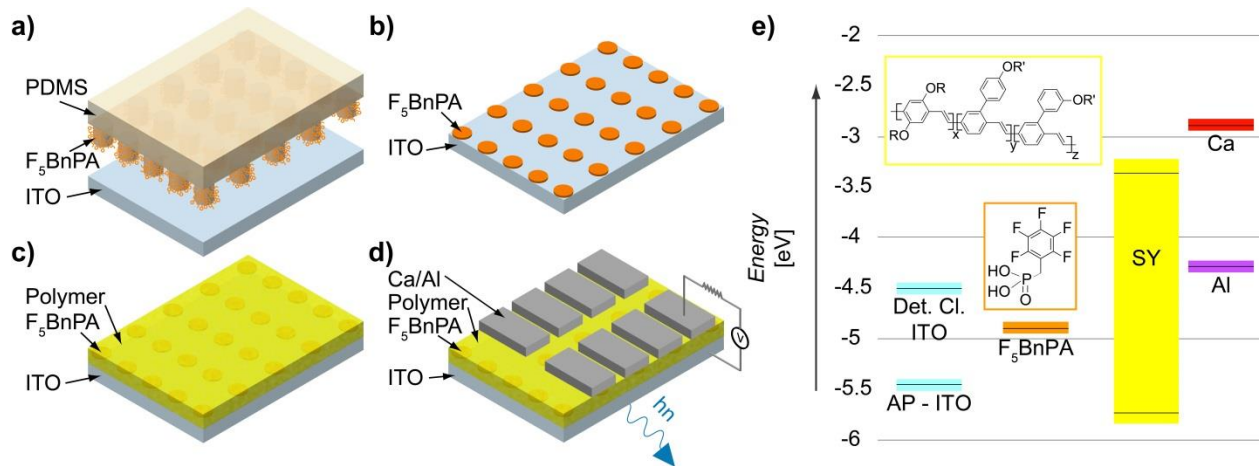 a)
PDMS
F5BnPA
ITO
b)
F5BnPA
ITO
c)
Polymer
F5BnPA
ITO
d)
Ca/Al
Polymer
F5BnPA
ITO
V
hn
e)
Energy
[eV]
-2
-2.5
-3
-3.5
-4
-4.5
-5
-5.5
-6
OR
RO
x
OR'
y
OR'
z
F
F
F
F
F
HO
HO
P
O
Det. Cl.
ITO
AP - ITO
F5BnPA
SY
Ca
Al